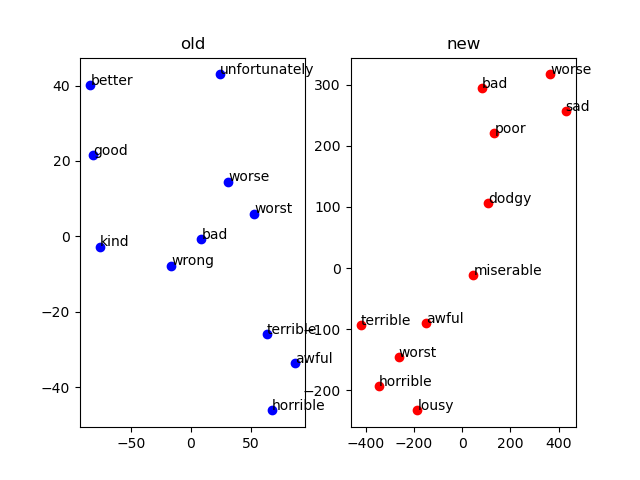 old
new
better
unfortunately
good
worse
worst
kind
bad
wrong
terrible
awful
horrible
40
20
0
−20
−40
−50
0
50
worse
bad
sad
poor
dodgy
miserable
terrible
awful
worst
horrible
lousy
300
200
100
0
−100
−200
−400
−200
0
200
400